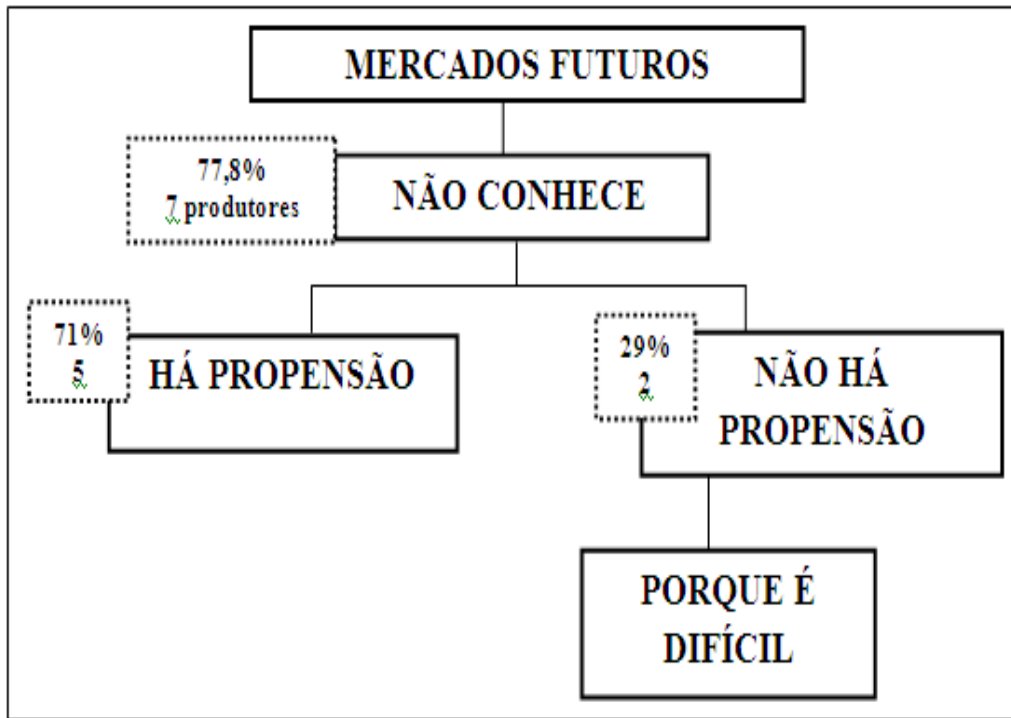 MERCADOS FUTUROS
77,8%
7 produtores
NÃO CONHECE
71%
5
HÁ PROPENSÃO
29%
2
NÃO HÁ
PROPENSÃO
PORQUE É
DIFÍCIL